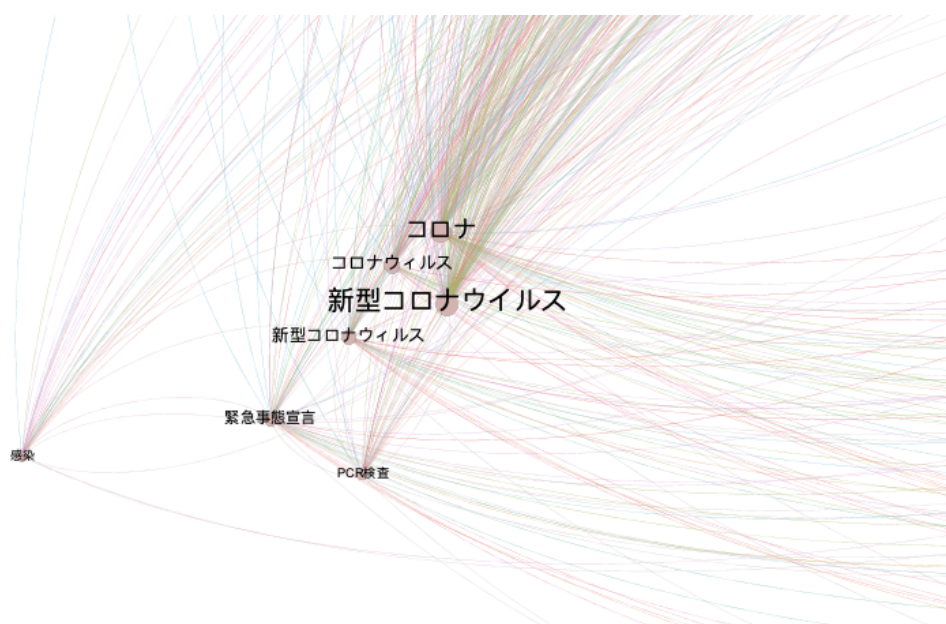 コロナ
コロナウィルス
新型コロナウイルス
新型コロナウィルス
緊急事態宣言
感染
PCR検査